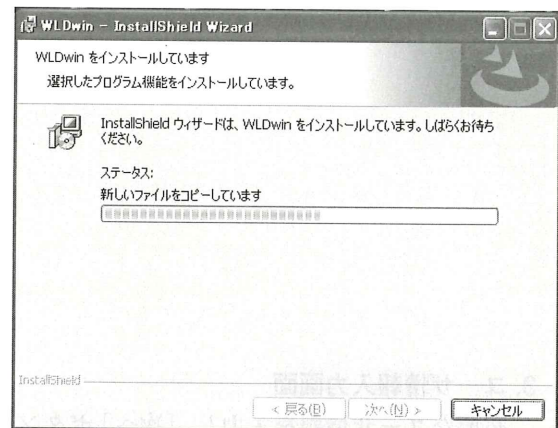 WLDwin - InstallShield Wizard
WLDwin をインストールしています
選択したプログラム機能をインストールしています。
InstallShield ウィザードは、WLDwin をインストールしています。しばらくお待ち
ください。
ステータス:
新しいファイルをコピーしています
InstallShield
< 戻る(B)
次へ(N) >
キャンセル